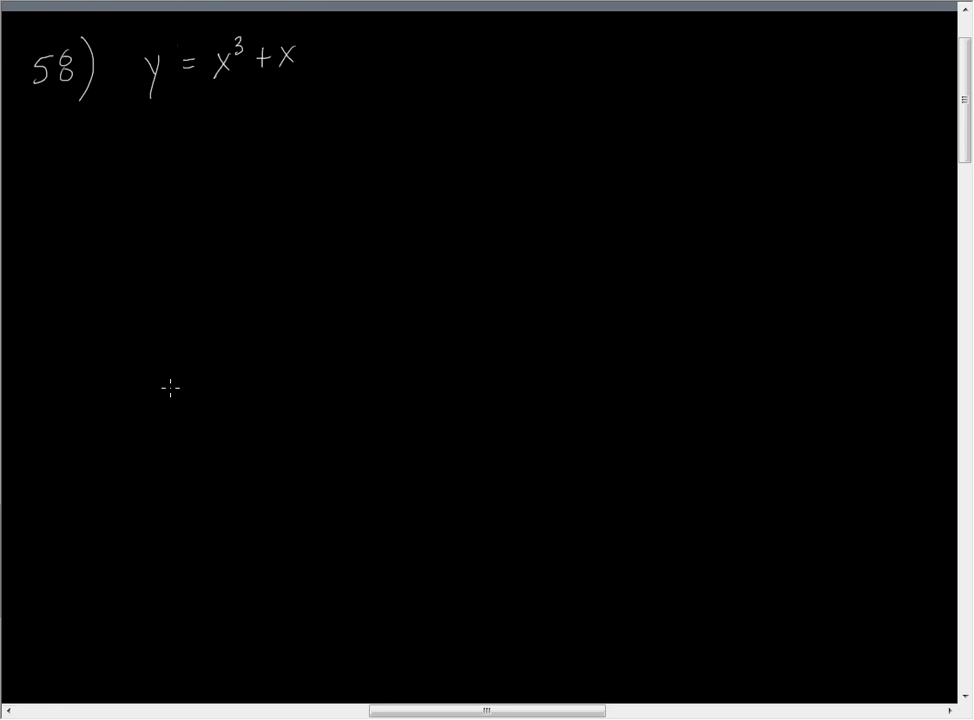 58) y = x³ + x